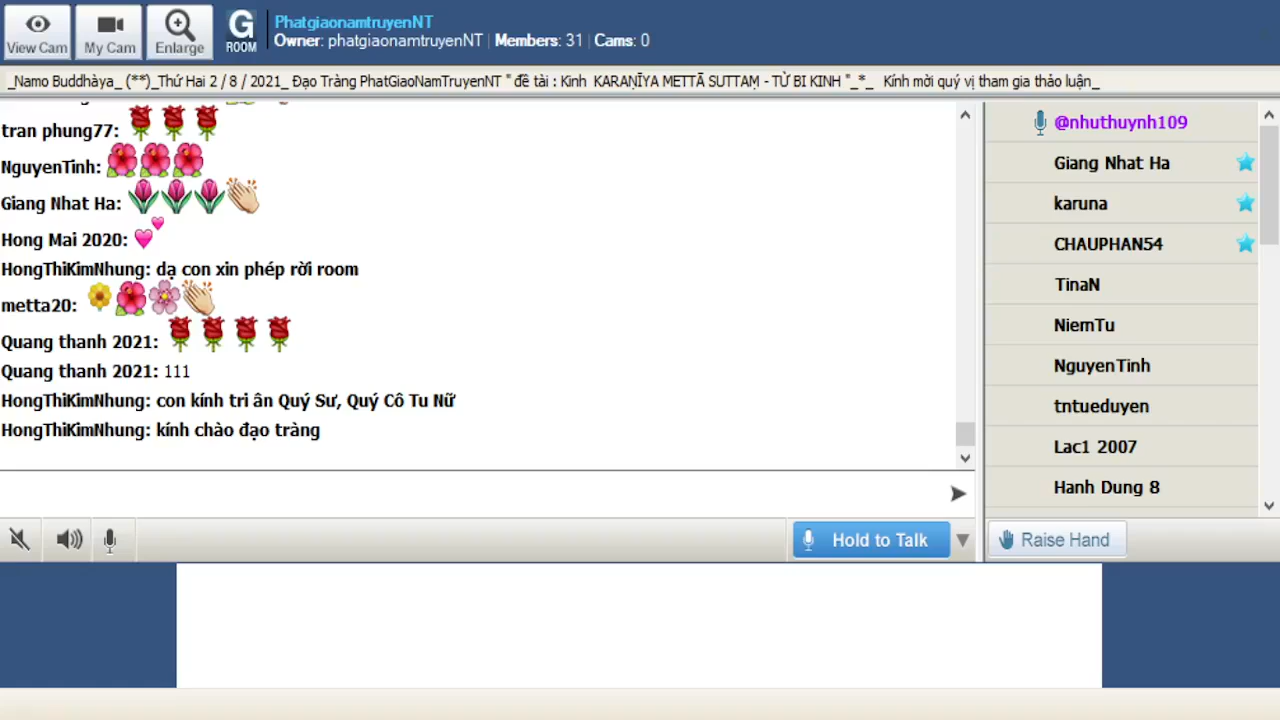 View Cam
My Cam
Enlarge
G
ROOM
PhatgiaonamtruyenNT
Owner: phatgiaonamtruyenNT | Members: 31 | Cams: 0
_Namo Buddhàya_ (**)_Thứ Hai 2 / 8 / 2021_ Đạo Tràng PhatGiaoNamTruyenNT " đề tài : Kinh KARAṆĪYA METTĀ SUTTAṂ - TỪ BI KINH "_*_ Kính mời quý vị tham gia thảo luận_
tran phung77:
NguyenTinh:
Giang Nhat Ha:
Hong Mai 2020:
HongThiKimNhung: dạ con xin phép rời room
metta20:
Quang thanh 2021:
Quang thanh 2021: 111
HongThiKimNhung: con kính tri ân Quý Sư, Quý Cô Tu Nữ
HongThiKimNhung: kính chào đạo tràng
@nhuthuynh109
Giang Nhat Ha
karuna
CHAUPHAN54
TinaN
NiemTu
NguyenTinh
tntueduyen
Lac1 2007
Hanh Dung 8
Hold to Talk
Raise Hand